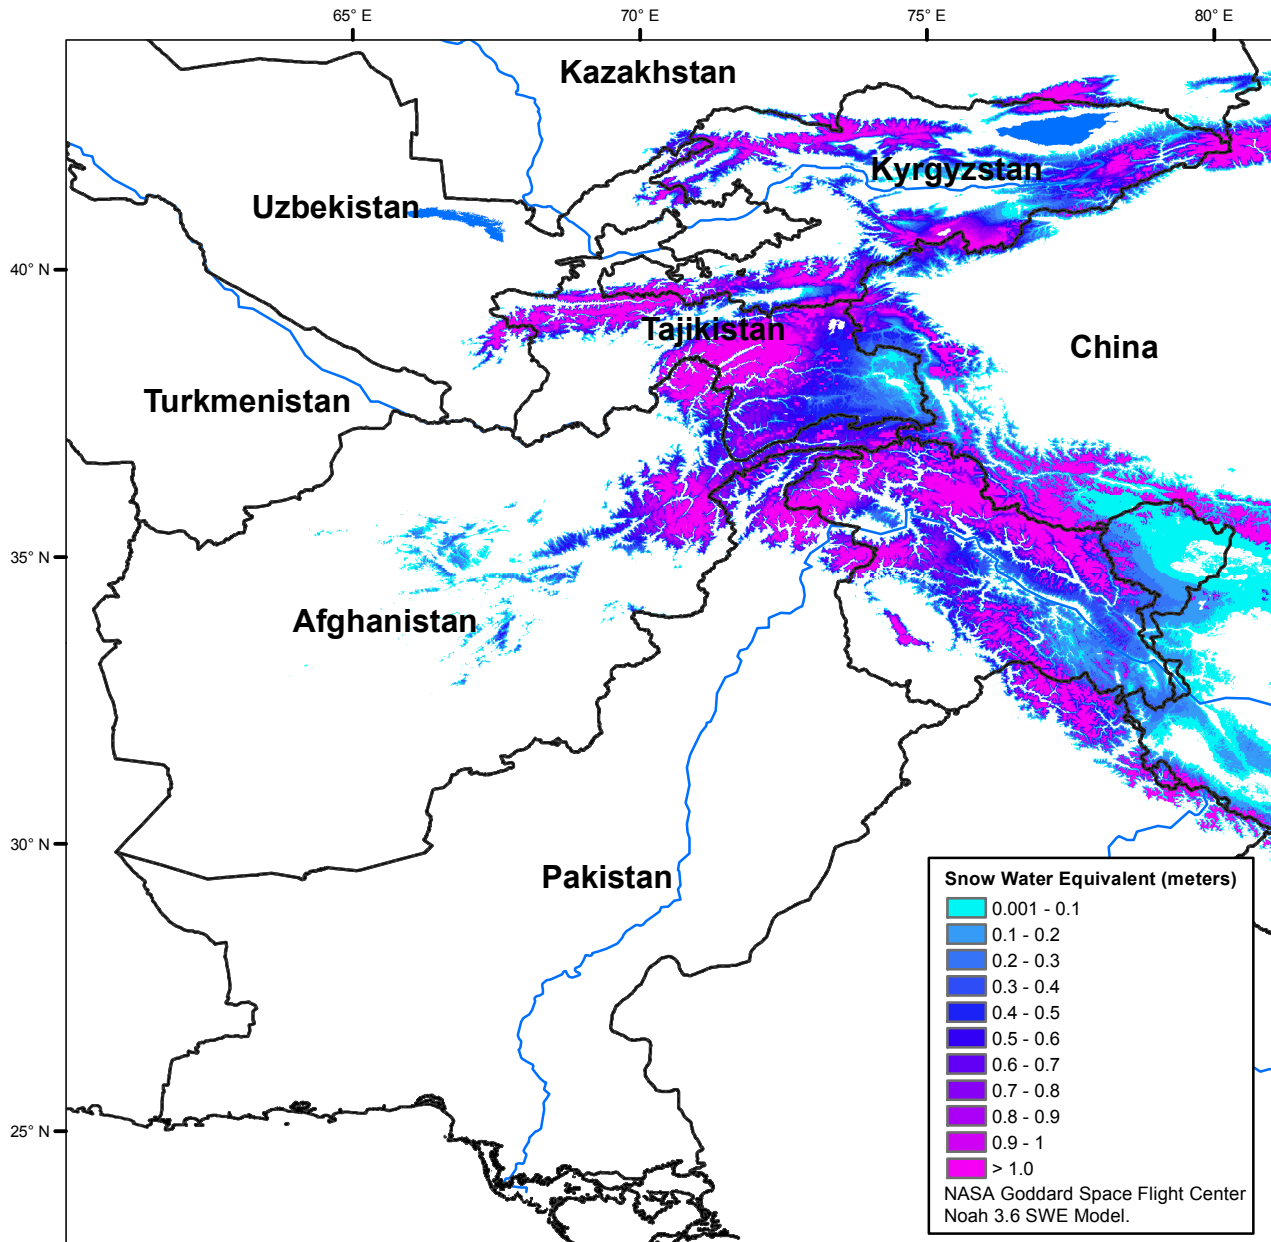 65° E
70° E
75° E
80° E
Kazakhstan
Kyrgyzstan
Uzbekistan
40° N
Tajikistan
China
Turkmenistan
35° N
Afghanistan
30° N
Pakistan
25° N
Snow Water Equivalent (meters)
0.001 - 0.1
0.1 - 0.2
0.2 - 0.3
0.3 - 0.4
0.4 - 0.5
0.5 - 0.6
0.6 - 0.7
0.7 - 0.8
0.8 - 0.9
0.9 - 1
> 1.0
NASA Goddard Space Flight Center
Noah 3.6 SWE Model.